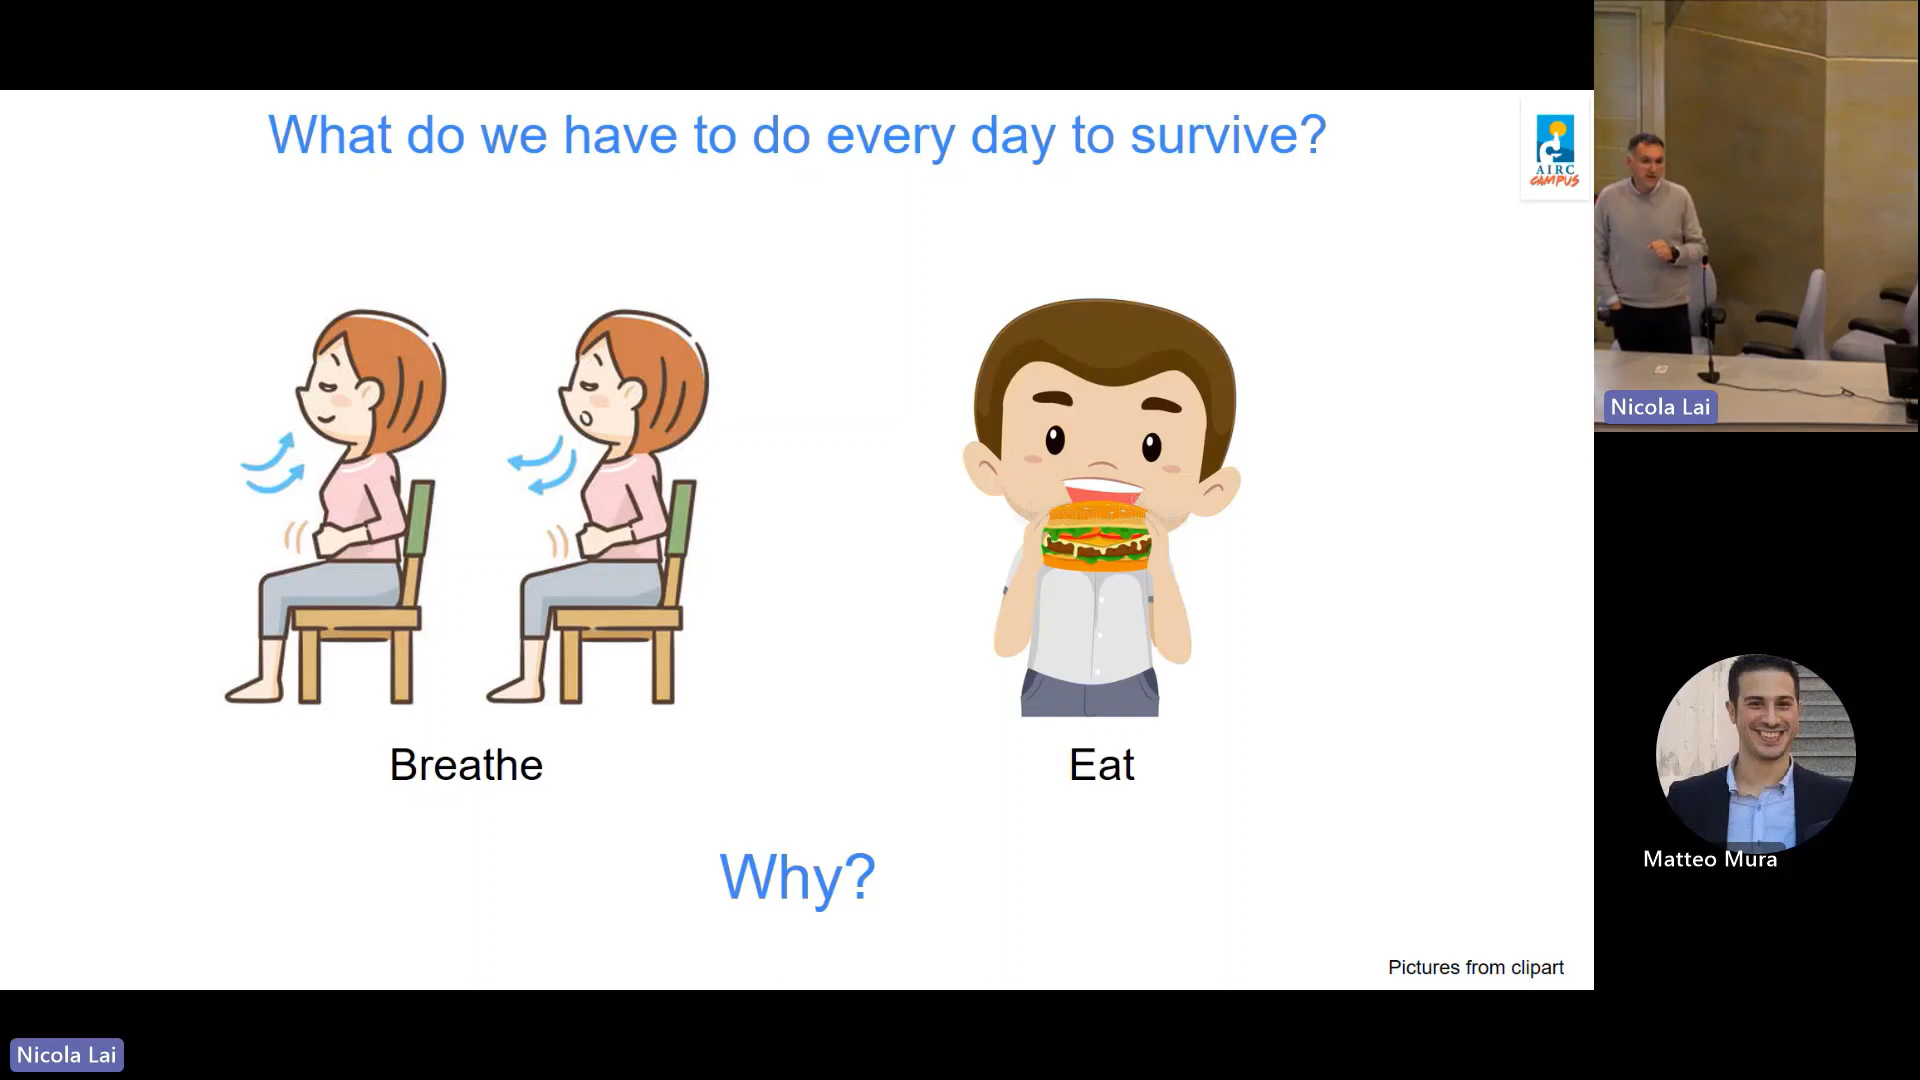 What do we have to do every day to survive?
AIRC
CAMPUS
Breathe
Eat
Why?
Pictures from clipart
Nicola Lai
Matteo Mura
Nicola Lai